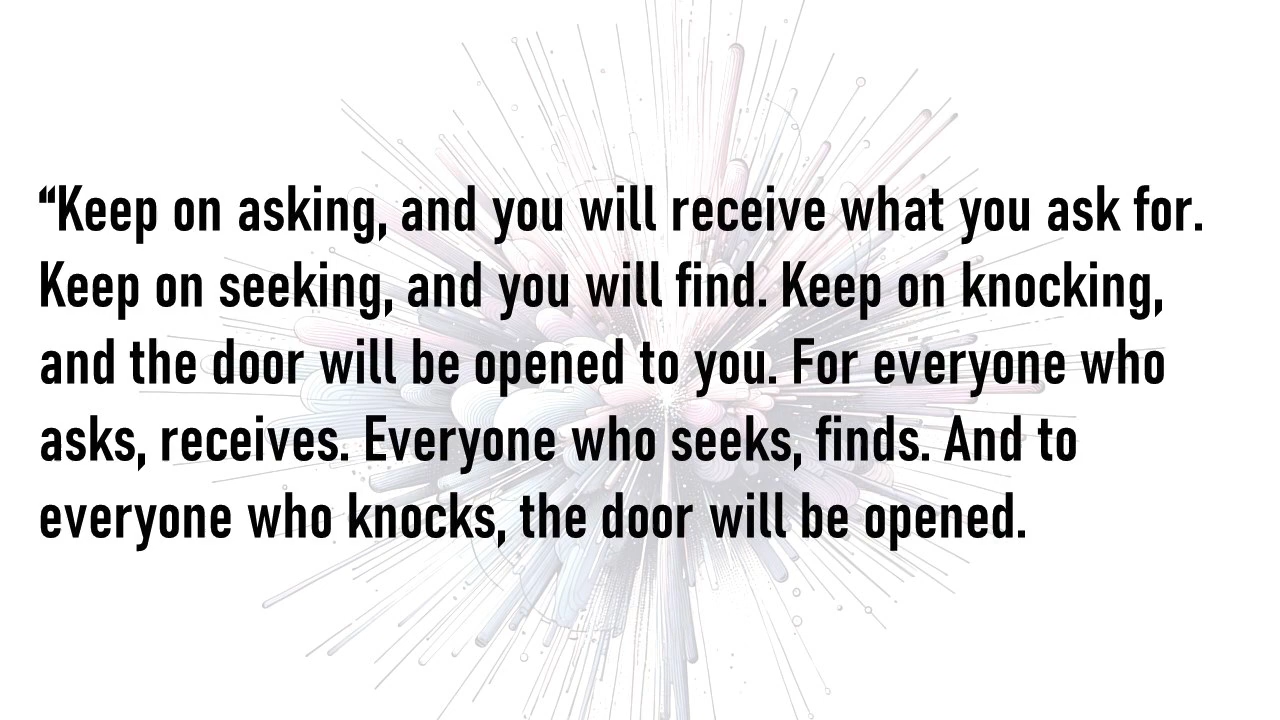 “Keep on asking, and you will receive what you ask for.
Keep on seeking, and you will find. Keep on knocking,
and the door will be opened to you. For everyone who
asks, receives. Everyone who seeks, finds. And to
everyone who knocks, the door will be opened.